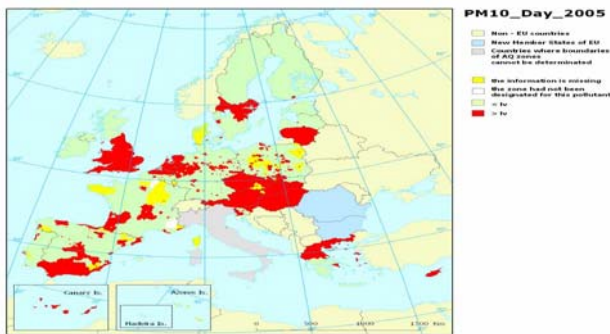 PM10_Day_2005
Non - EU countries
New Member States of EU
Countries where boundaries
of AQ zones
cannot be determinated
the information is missing
the zone had not been
designated for this pollutant
< lv
> lv
Canary Is.
Azores Is.
Madeira Is.
0 500 1000 1500 Km